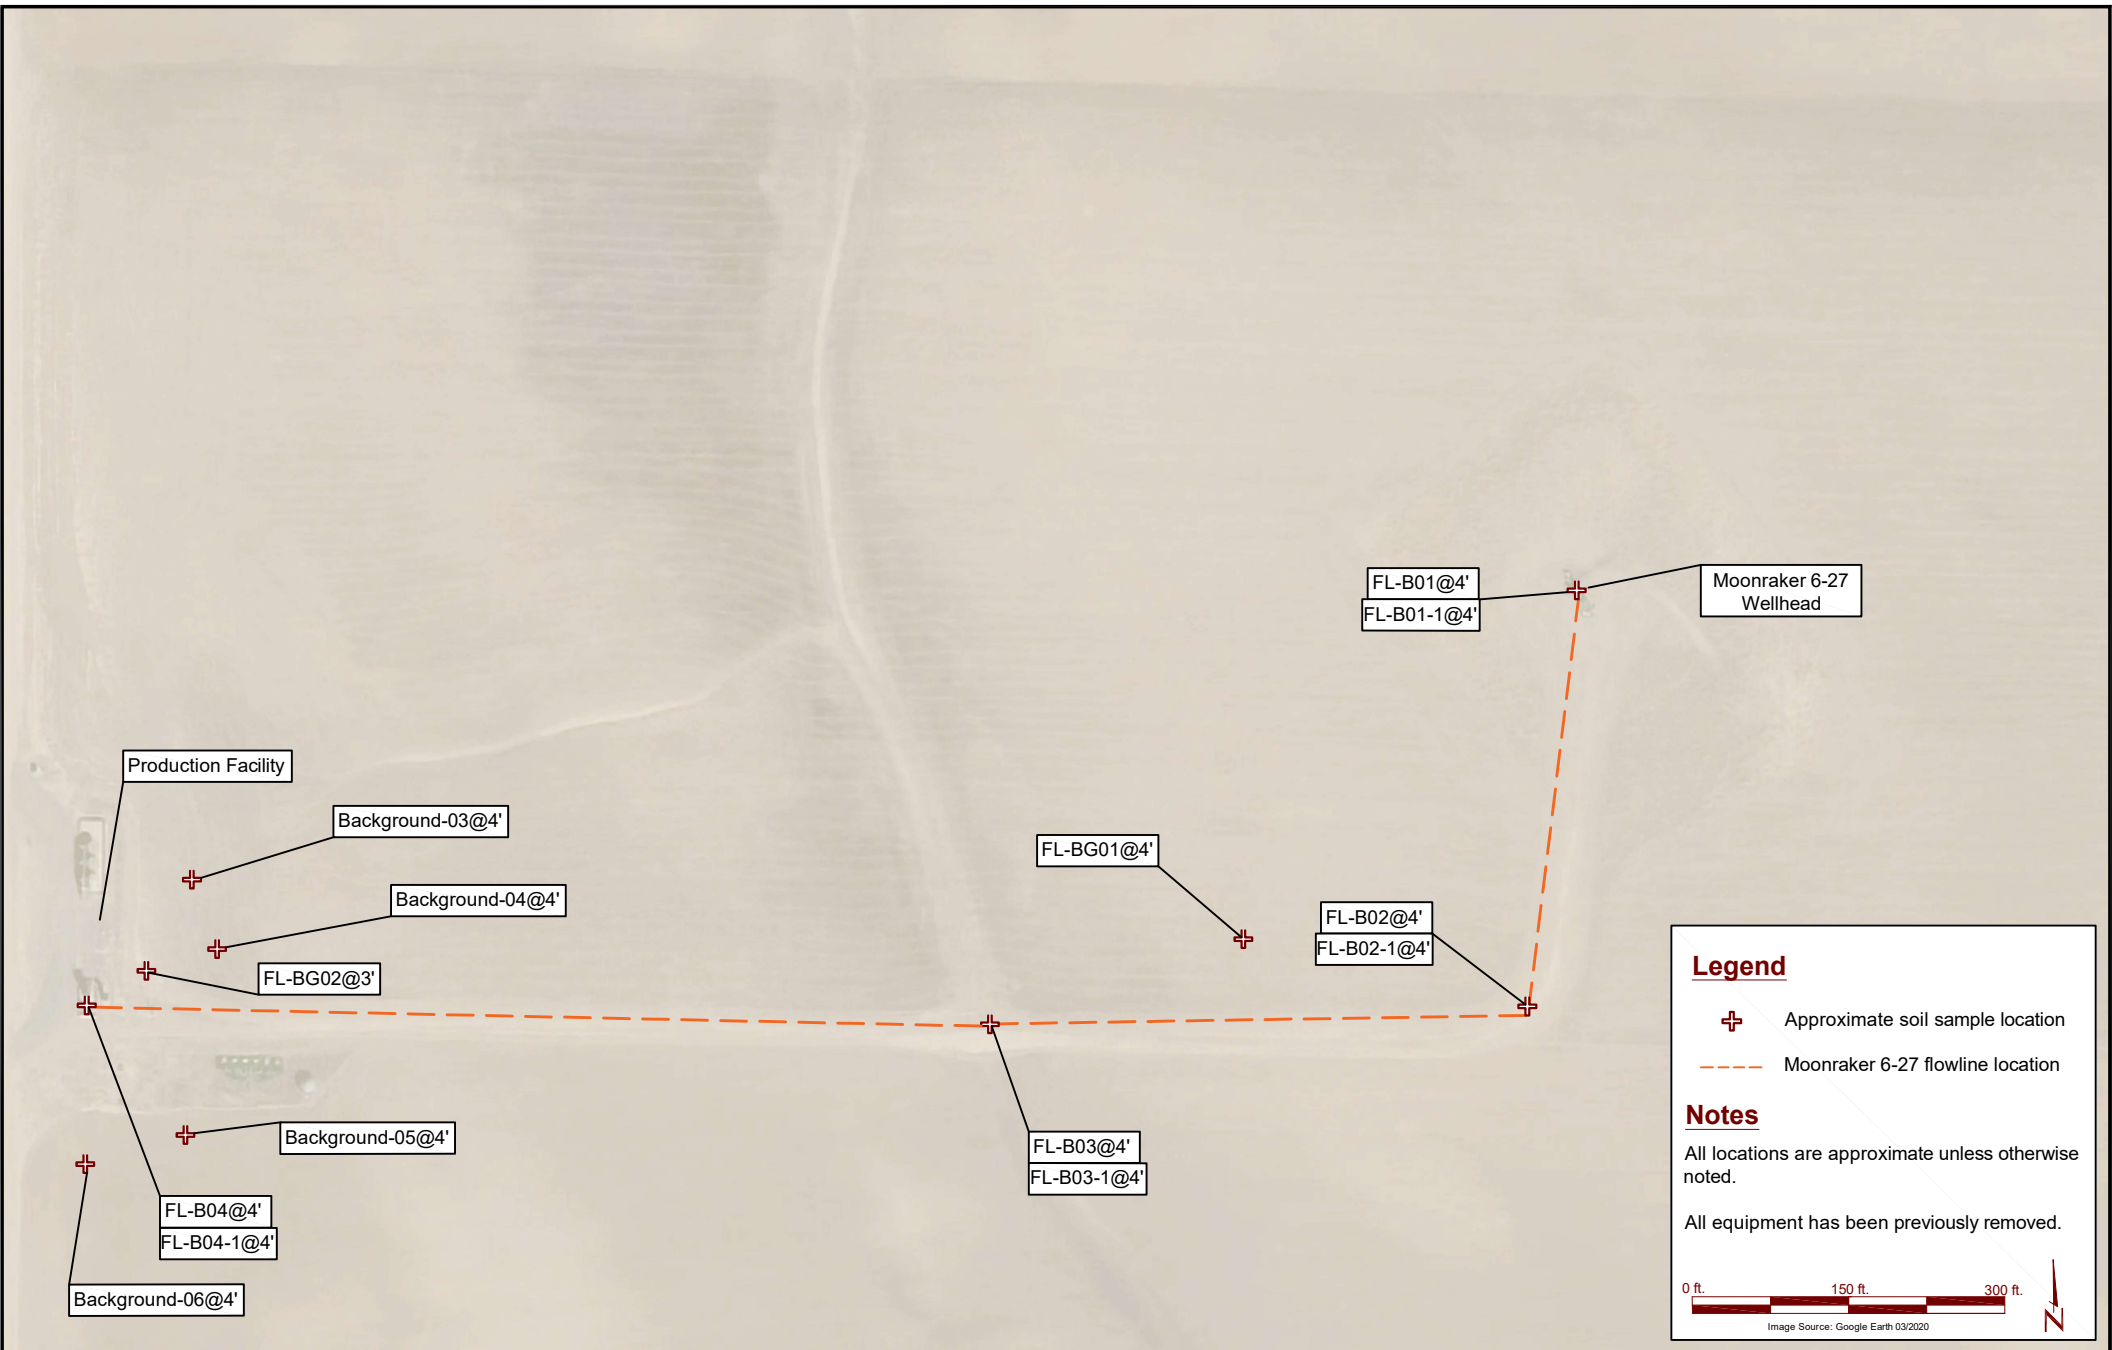 FL-B01@4'
FL-B01-1@4'
Moonraker 6-27
Wellhead
Production Facility
Background-03@4'
FL-BG01@4'
Background-04@4'
FL-B02@4'
FL-B02-1@4'
FL-BG02@3'
Background-05@4'
FL-B03@4'
FL-B03-1@4'
FL-B04@4'
FL-B04-1@4'
Background-06@4'
Legend
Approximate soil sample location
Moonraker 6-27 flowline location
Notes
All locations are approximate unless otherwise
noted.
All equipment has been previously removed.
0 ft. 150 ft. 300 ft.
Image Source: Google Earth 03/2020
N